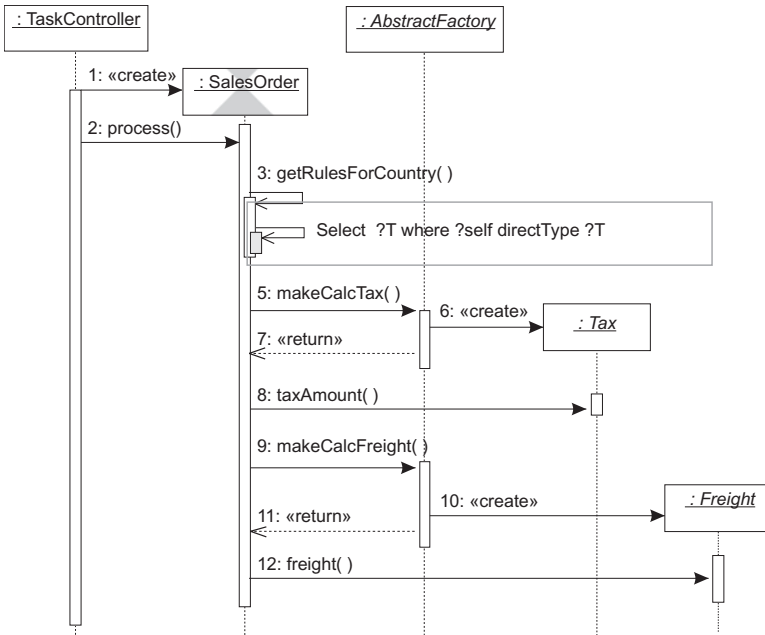 : TaskController
: AbstractFactory
1: «create»
: SalesOrder
2: process()
3: getRulesForCountry( )
Select ?T where ?self directType ?T
5: makeCalcTax( )
6: «create»
: Tax
7: «return»
8: taxAmount( )
9: makeCalcFreight( )
10: «create»
: Freight
11: «return»
12: freight( )